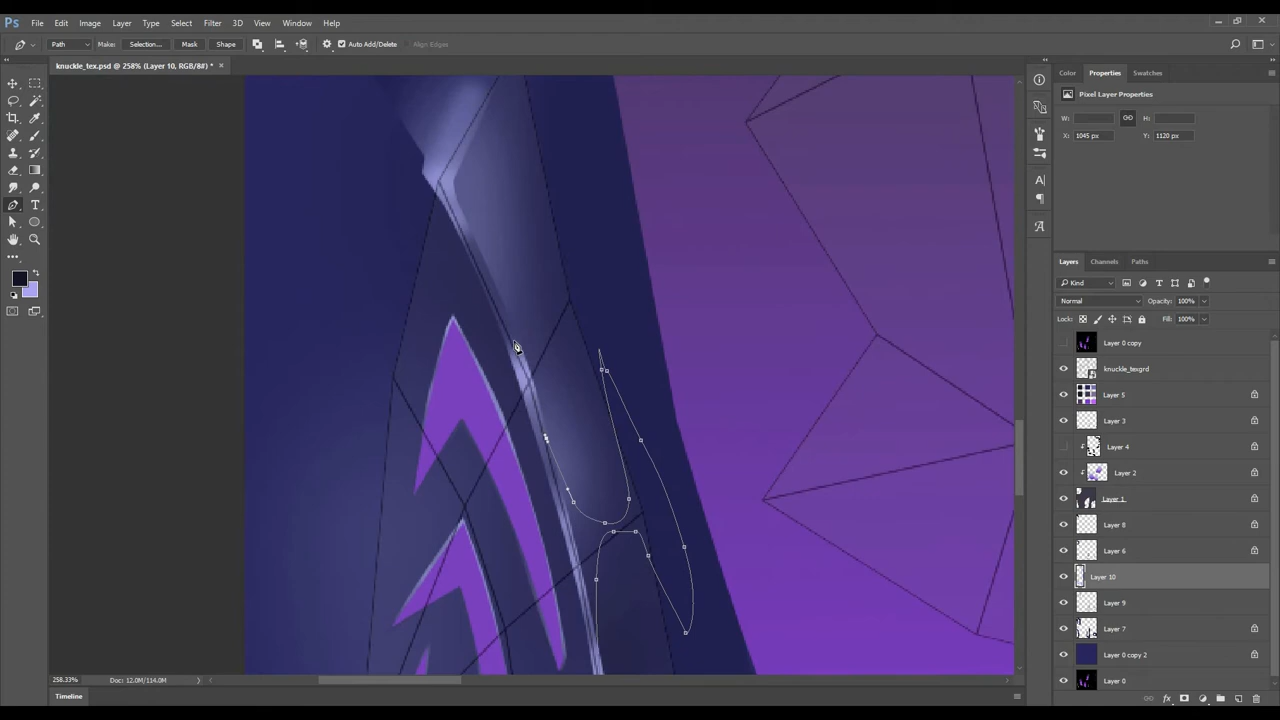 Ps File Edit Image Layer Type Select Filter 3D View Window Help
Path Make: Selection... Mask Shape Auto Add/Delete Align Edges
knuckle_tex.psd @ 258% (Layer 10, RGB/8#) * ×
Color Properties Swatches
Pixel Layer Properties
W: H:
X: 1045 px Y: 1120 px
Layers Channels Paths
Kind
Normal Opacity: 100%
Lock: Fill: 100%
Layer 0 copy
knuckle_texgrd
Layer 5
Layer 3
Layer 4
Layer 2
Layer 1
Layer 8
Layer 6
Layer 10
Layer 9
Layer 7
Layer 0 copy 2
Layer 0
258.33% Doc: 12.0M/114.0M
Timeline